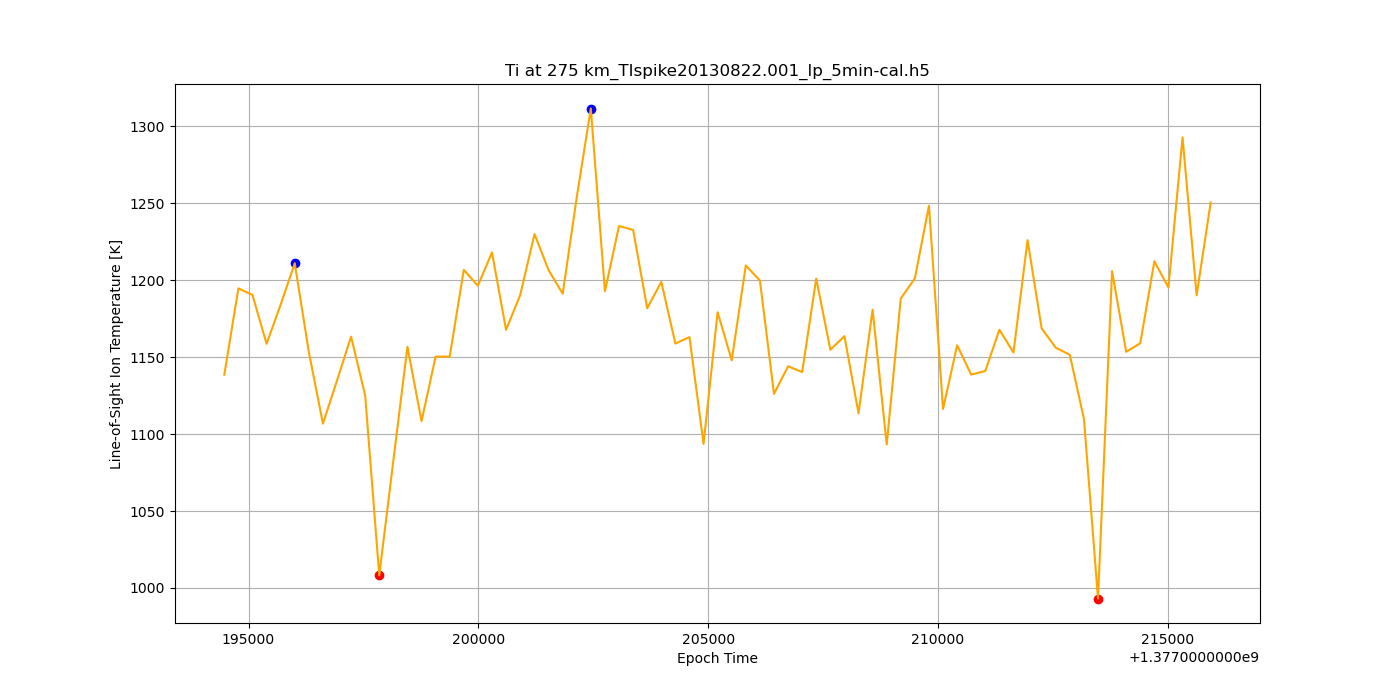 Ti at 275 km_TIspike20130822.001_lp_5min-cal.h5
Line-of-Sight Ion Temperature [K]
1300
1250
1200
1150
1100
1050
1000
195000 200000 205000 210000 215000
Epoch Time
+1.3770000000e9